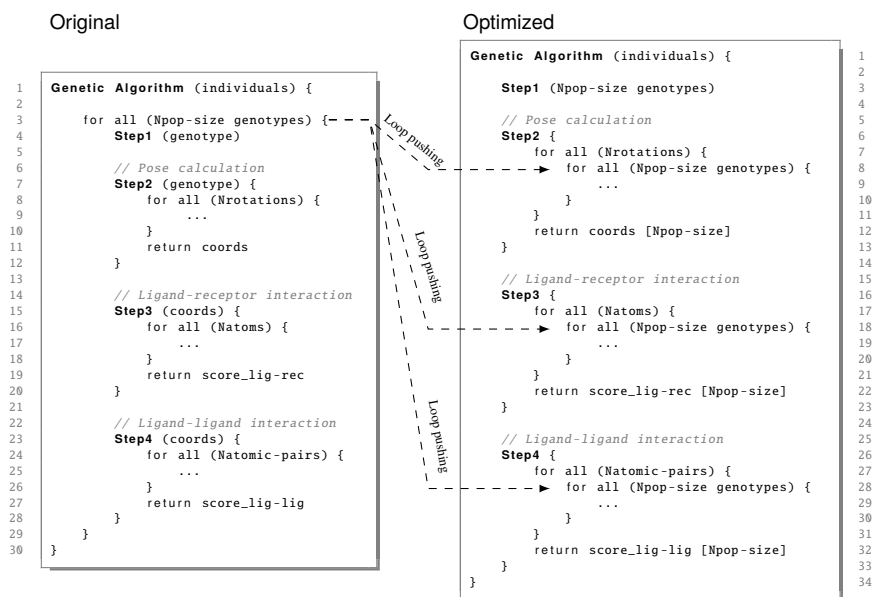 Original
1 Genetic Algorithm (individuals) {
2
3 for all (Npop-size genotypes) {
4 Step1 (genotype)
5
6 // Pose calculation
7 Step2 (genotype) {
8 for all (Nrotations) {
9 ...
10 }
11 return coords
12 }
13
14 // Ligand-receptor interaction
15 Step3 (coords) {
16 for all (Natoms) {
17 ...
18 }
19 return score_lig-rec
20 }
21
22 // Ligand-ligand interaction
23 Step4 (coords) {
24 for all (Natomic-pairs) {
25 ...
26 }
27 return score_lig-lig
28 }
29 }
30 }
Loop pushing
Loop pushing
Loop pushing
Optimized
Genetic Algorithm (individuals) { 1
2
Step1 (Npop-size genotypes) 3
4
// Pose calculation 5
Step2 { 6
for all (Nrotations) { 7
for all (Npop-size genotypes) { 8
... 9
} 10
} 11
return coords [Npop-size] 12
} 13
14
// Ligand-receptor interaction 15
Step3 { 16
for all (Natoms) { 17
for all (Npop-size genotypes) { 18
... 19
} 20
} 21
return score_lig-rec [Npop-size] 22
} 23
24
// Ligand-ligand interaction 25
Step4 { 26
for all (Natomic-pairs) { 27
for all (Npop-size genotypes) { 28
... 29
} 30
} 31
return score_lig-lig [Npop-size] 32
} 33
} 34